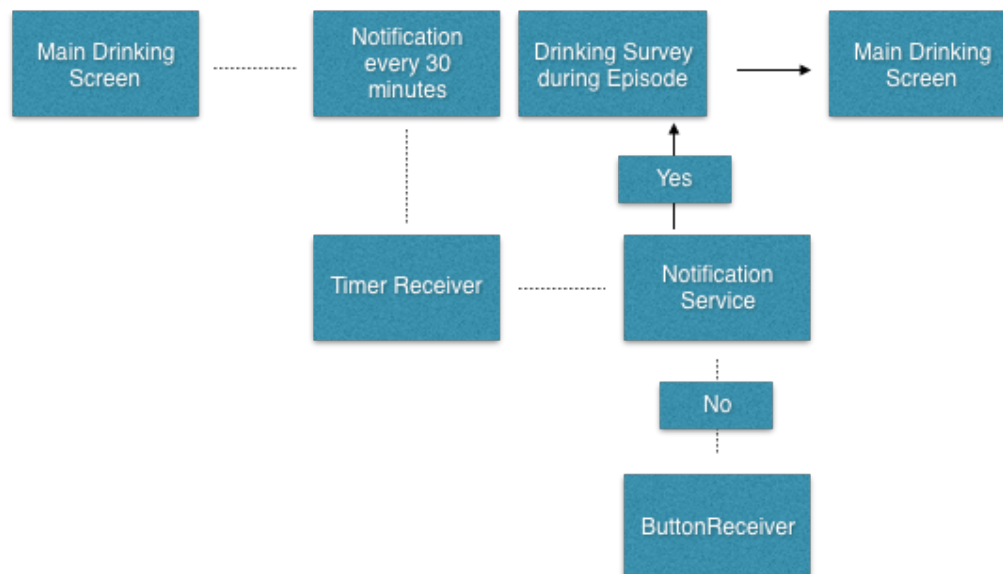 Main Drinking
Screen
Notification
every 30
minutes
Drinking Survey
during Episode
Main Drinking
Screen
Yes
Timer Receiver
Notification
Service
No
ButtonReceiver